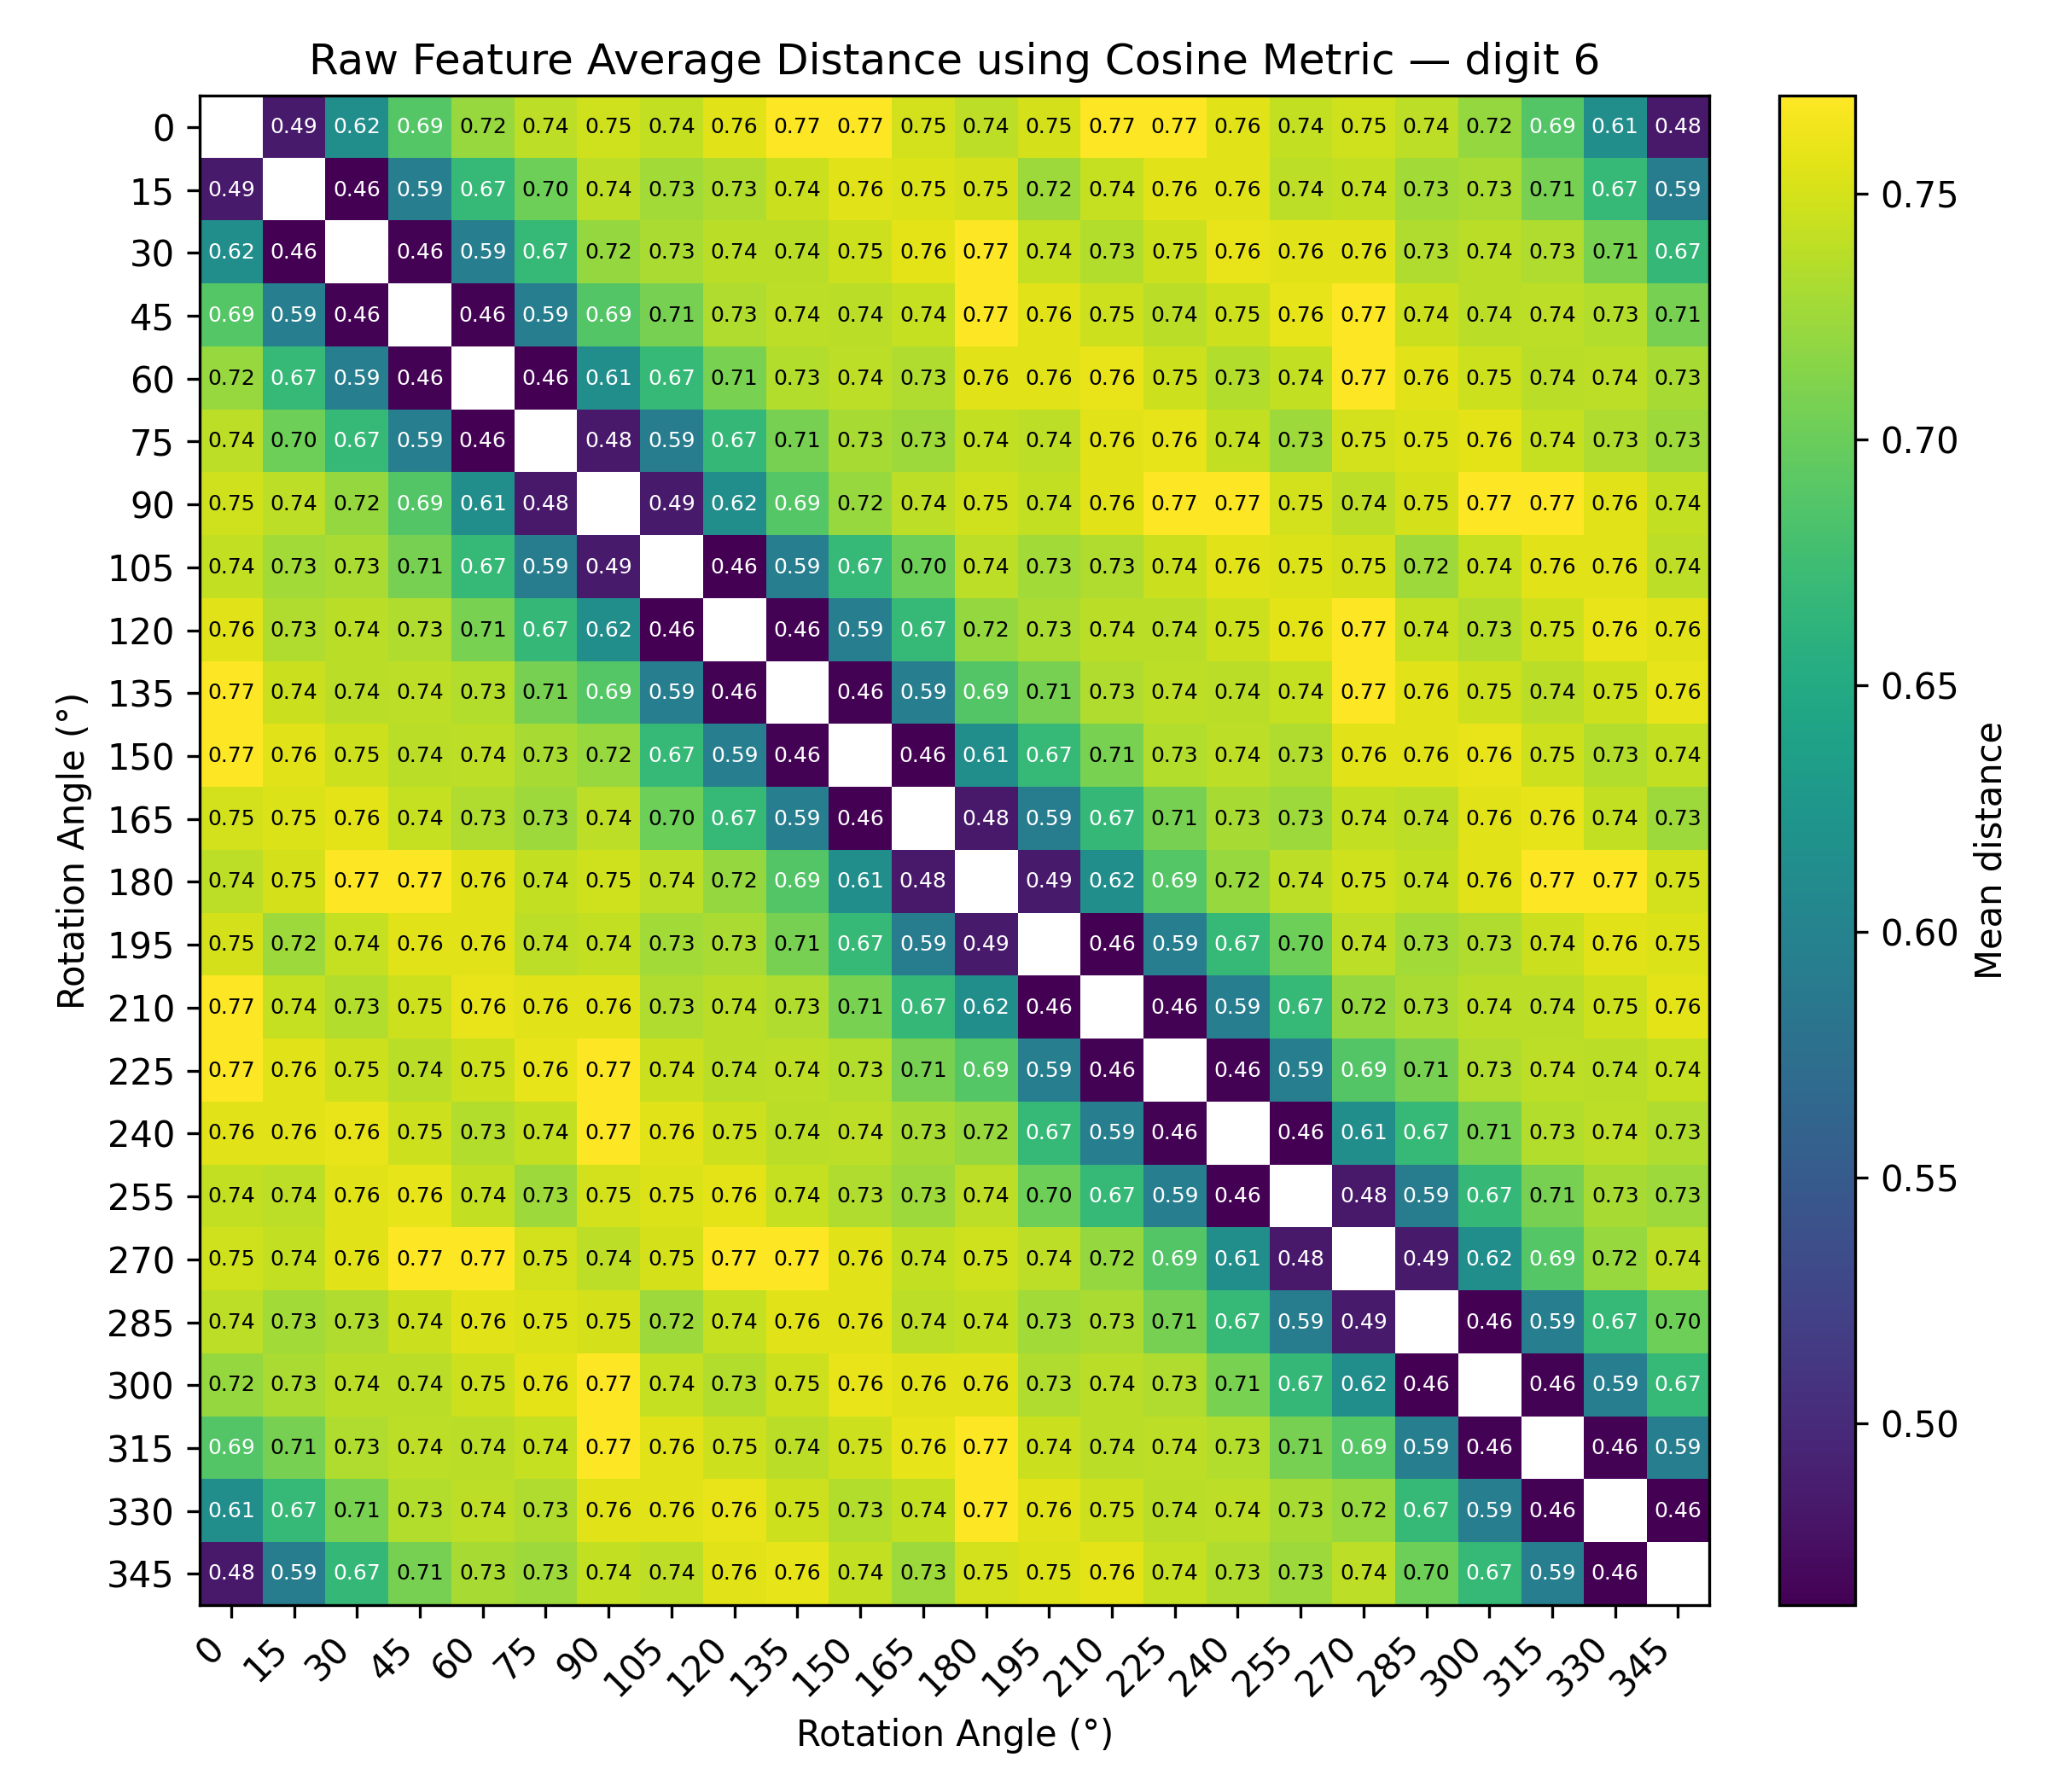 Raw Feature Average Distance using Cosine Metric — digit 6
0 0.49 0.62 0.69 0.72 0.74 0.75 0.74 0.76 0.77 0.77 0.75 0.74 0.75 0.77 0.77 0.76 0.74 0.75 0.74 0.72 0.69 0.61 0.48
15 0.49 0.46 0.59 0.67 0.70 0.74 0.73 0.73 0.74 0.76 0.75 0.75 0.72 0.74 0.76 0.76 0.74 0.74 0.73 0.73 0.71 0.67 0.59
30 0.62 0.46 0.46 0.59 0.67 0.72 0.73 0.74 0.74 0.75 0.76 0.77 0.74 0.73 0.75 0.76 0.76 0.76 0.73 0.74 0.73 0.71 0.67
45 0.69 0.59 0.46 0.46 0.59 0.69 0.71 0.73 0.74 0.74 0.74 0.77 0.76 0.75 0.74 0.75 0.76 0.77 0.74 0.74 0.74 0.73 0.71
60 0.72 0.67 0.59 0.46 0.46 0.61 0.67 0.71 0.73 0.74 0.73 0.76 0.76 0.76 0.75 0.73 0.74 0.77 0.76 0.75 0.74 0.74 0.73
75 0.74 0.70 0.67 0.59 0.46 0.48 0.59 0.67 0.71 0.73 0.73 0.74 0.74 0.76 0.76 0.74 0.73 0.75 0.75 0.76 0.74 0.73 0.73
90 0.75 0.74 0.72 0.69 0.61 0.48 0.49 0.62 0.69 0.72 0.74 0.75 0.74 0.76 0.77 0.77 0.75 0.74 0.75 0.77 0.77 0.76 0.74
105 0.74 0.73 0.73 0.71 0.67 0.59 0.49 0.46 0.59 0.67 0.70 0.74 0.73 0.73 0.74 0.76 0.75 0.75 0.72 0.74 0.76 0.76 0.74
120 0.76 0.73 0.74 0.73 0.71 0.67 0.62 0.46 0.46 0.59 0.67 0.72 0.73 0.74 0.74 0.75 0.76 0.77 0.74 0.73 0.75 0.76 0.76
135 0.77 0.74 0.74 0.74 0.73 0.71 0.69 0.59 0.46 0.46 0.59 0.69 0.71 0.73 0.74 0.74 0.74 0.77 0.76 0.75 0.74 0.75 0.76
150 0.77 0.76 0.75 0.74 0.74 0.73 0.72 0.67 0.59 0.46 0.46 0.61 0.67 0.71 0.73 0.74 0.73 0.76 0.76 0.76 0.75 0.73 0.74
165 0.75 0.75 0.76 0.74 0.73 0.73 0.74 0.70 0.67 0.59 0.46 0.48 0.59 0.67 0.71 0.73 0.73 0.74 0.74 0.76 0.76 0.74 0.73
180 0.74 0.75 0.77 0.77 0.76 0.74 0.75 0.74 0.72 0.69 0.61 0.48 0.49 0.62 0.69 0.72 0.74 0.75 0.74 0.76 0.77 0.77 0.75
195 0.75 0.72 0.74 0.76 0.76 0.74 0.74 0.73 0.73 0.71 0.67 0.59 0.49 0.46 0.59 0.67 0.70 0.74 0.73 0.73 0.74 0.76 0.75
210 0.77 0.74 0.73 0.75 0.76 0.76 0.76 0.73 0.74 0.73 0.71 0.67 0.62 0.46 0.46 0.59 0.67 0.72 0.73 0.74 0.74 0.75 0.76
225 0.77 0.76 0.75 0.74 0.75 0.76 0.77 0.74 0.74 0.74 0.73 0.71 0.69 0.59 0.46 0.46 0.59 0.69 0.71 0.73 0.74 0.74 0.74
240 0.76 0.76 0.76 0.75 0.73 0.74 0.77 0.76 0.75 0.74 0.74 0.73 0.72 0.67 0.59 0.46 0.46 0.61 0.67 0.71 0.73 0.74 0.73
255 0.74 0.74 0.76 0.76 0.74 0.73 0.75 0.75 0.76 0.74 0.73 0.73 0.74 0.70 0.67 0.59 0.46 0.48 0.59 0.67 0.71 0.73 0.73
270 0.75 0.74 0.76 0.77 0.77 0.75 0.74 0.75 0.77 0.77 0.76 0.74 0.75 0.74 0.72 0.69 0.61 0.48 0.49 0.62 0.69 0.72 0.74
285 0.74 0.73 0.73 0.74 0.76 0.75 0.75 0.72 0.74 0.76 0.76 0.74 0.74 0.73 0.73 0.71 0.67 0.59 0.49 0.46 0.59 0.67 0.70
300 0.72 0.73 0.74 0.74 0.75 0.76 0.77 0.74 0.73 0.75 0.76 0.76 0.76 0.73 0.74 0.73 0.71 0.67 0.62 0.46 0.46 0.59 0.67
315 0.69 0.71 0.73 0.74 0.74 0.74 0.77 0.76 0.75 0.74 0.75 0.76 0.77 0.74 0.74 0.74 0.73 0.71 0.69 0.59 0.46 0.46 0.59
330 0.61 0.67 0.71 0.73 0.74 0.73 0.76 0.76 0.76 0.75 0.73 0.74 0.77 0.76 0.75 0.74 0.74 0.73 0.72 0.67 0.59 0.46 0.46
345 0.48 0.59 0.67 0.71 0.73 0.73 0.74 0.74 0.76 0.76 0.74 0.73 0.75 0.75 0.76 0.74 0.73 0.73 0.74 0.70 0.67 0.59 0.46
0 15 30 45 60 75 90 105 120 135 150 165 180 195 210 225 240 255 270 285 300 315 330 345
Rotation Angle (°)
Rotation Angle (°)
0.75
0.70
0.65
0.60
0.55
0.50
Mean distance